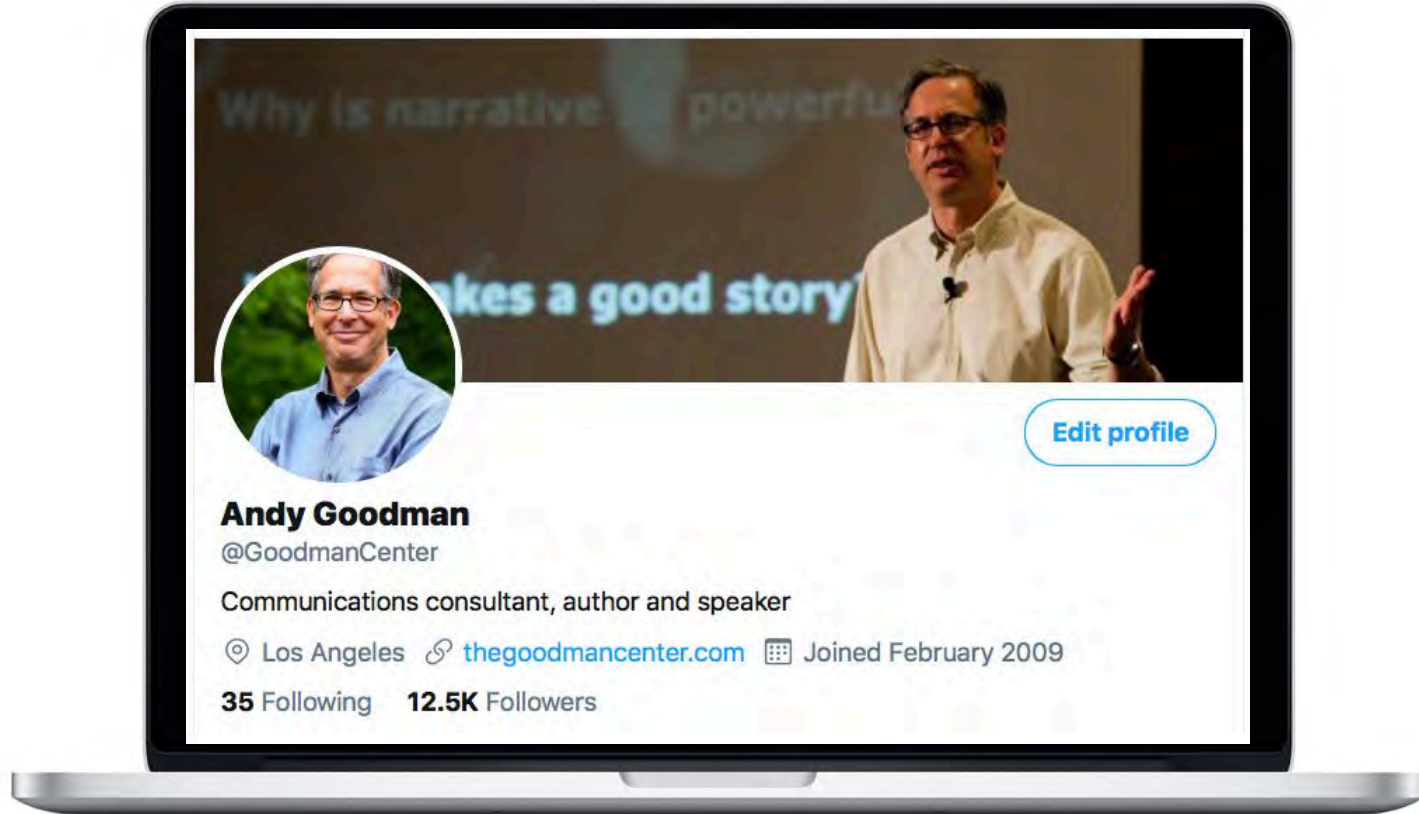 Why is narrative powerfu
akes a good story?
Edit profile
Andy Goodman
@GoodmanCenter
Communications consultant, author and speaker
Los Angeles thegoodmancenter.com Joined February 2009
35 Following 12.5K Followers